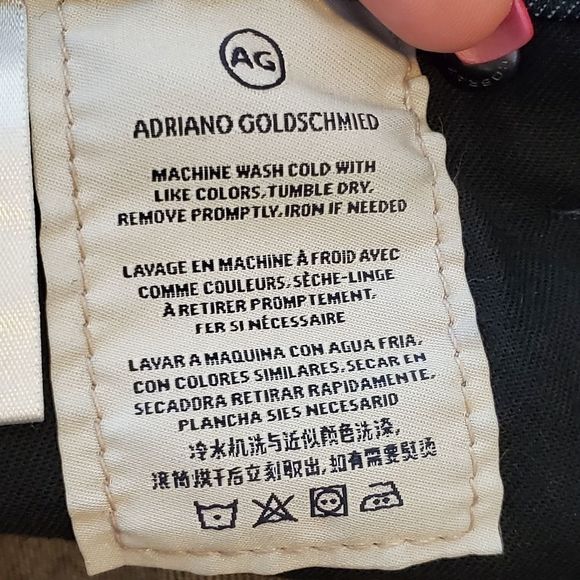 AG
ADRIANO GOLDSCHMIED
MACHINE WASH COLD WITH
LIKE COLORS,TUMBLE DRY.
REMOVE PROMPTLY.IRON IF NEEDED
LAVAGE EN MACHINE À FROID AVEC
COMME COULEURS. SÈCHE-LINGE
À RETIRER PROMPTEMENT.
FER SI NÉCESSAIRE
LAVAR A MAQUINA CON AGUA FRIA,
CON COLORES SIMILARES.SECAR EN
SECADORA RETIRAR RAPIDAMENTE,
PLANCHA SIES NECESARIO
冷水机洗与近似颜色洗涤,
滚筒烘干后立刻取出,如有需要熨烫